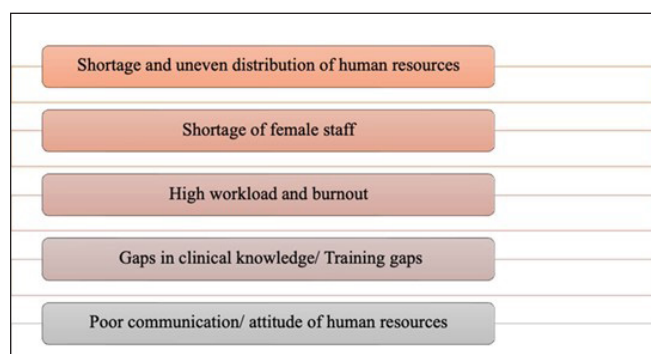 Shortage and uneven distribution of human resources
Shortage of female staff
High workload and burnout
Gaps in clinical knowledge/ Training gaps
Poor communication/ attitude of human resources